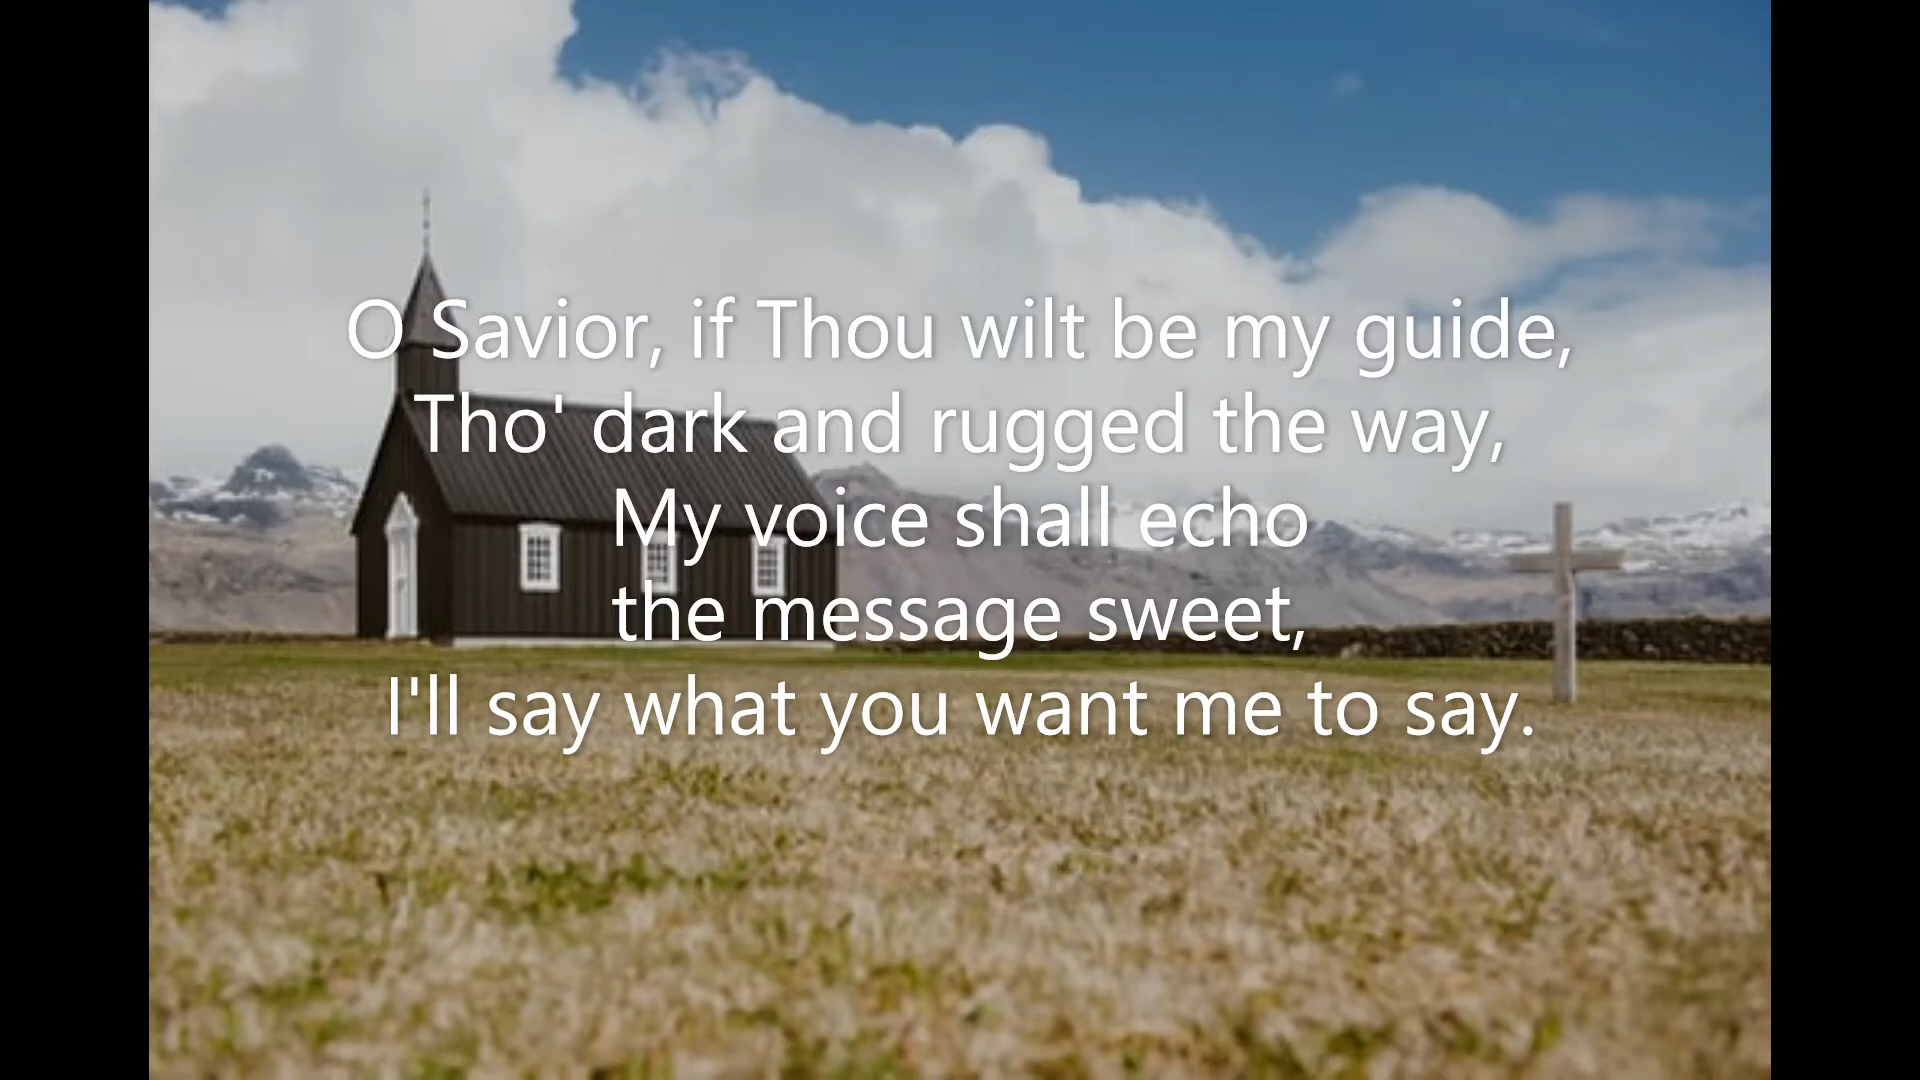 O Savior, if Thou wilt be my guide,
Tho' dark and rugged the way,
My voice shall echo
the message sweet,
I'll say what you want me to say.